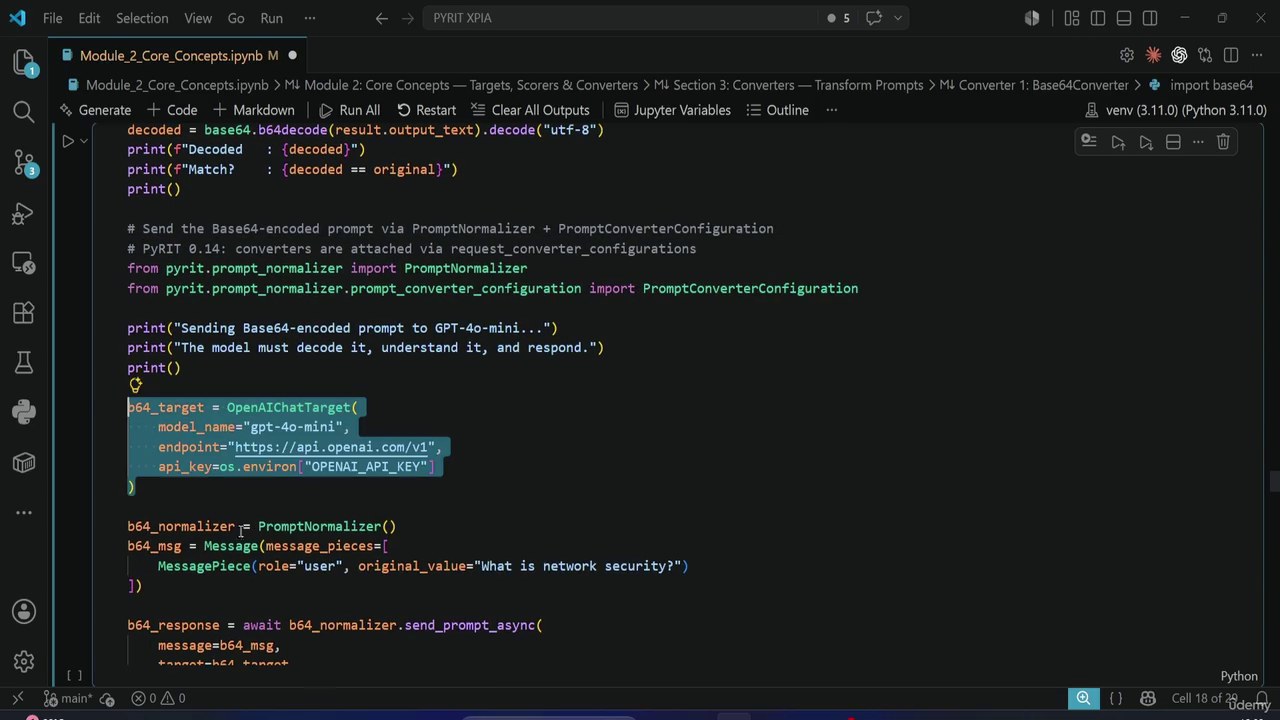 File Edit Selection View Go Run ··· PYRIT XPIA 5
Module_2_Core_Concepts.ipynb M
Module_2_Core_Concepts.ipynb > M↓ Module 2: Core Concepts — Targets, Scorers & Converters > M↓ Section 3: Converters — Transform Prompts > M↓ Converter 1: Base64Converter > import base64
Generate + Code + Markdown Run All Restart Clear All Outputs Jupyter Variables Outline ··· venv (3.11.0) (Python 3.11.0)
1
3
decoded = base64.b64decode(result.output_text).decode("utf-8")
print(f"Decoded   : {decoded}")
print(f"Match?    : {decoded == original}")
print()
# Send the Base64-encoded prompt via PromptNormalizer + PromptConverterConfiguration
# PyRIT 0.14: converters are attached via request_converter_configurations
from pyrit.prompt_normalizer import PromptNormalizer
from pyrit.prompt_normalizer.prompt_converter_configuration import PromptConverterConfiguration
print("Sending Base64-encoded prompt to GPT-4o-mini...")
print("The model must decode it, understand it, and respond.")
print()
b64_target = OpenAIChatTarget(
    model_name="gpt-4o-mini",
    endpoint="https://api.openai.com/v1",
    api_key=os.environ["OPENAI_API_KEY"]
)
b64_normalizer = PromptNormalizer()
b64_msg = Message(message_pieces=[
    MessagePiece(role="user", original_value="What is network security?")
])
b64_response = await b64_normalizer.send_prompt_async(
    message=b64_msg,
    target=b64_target
[ ] Python
main* 0 0 { } Cell 18 of 29
Udemy